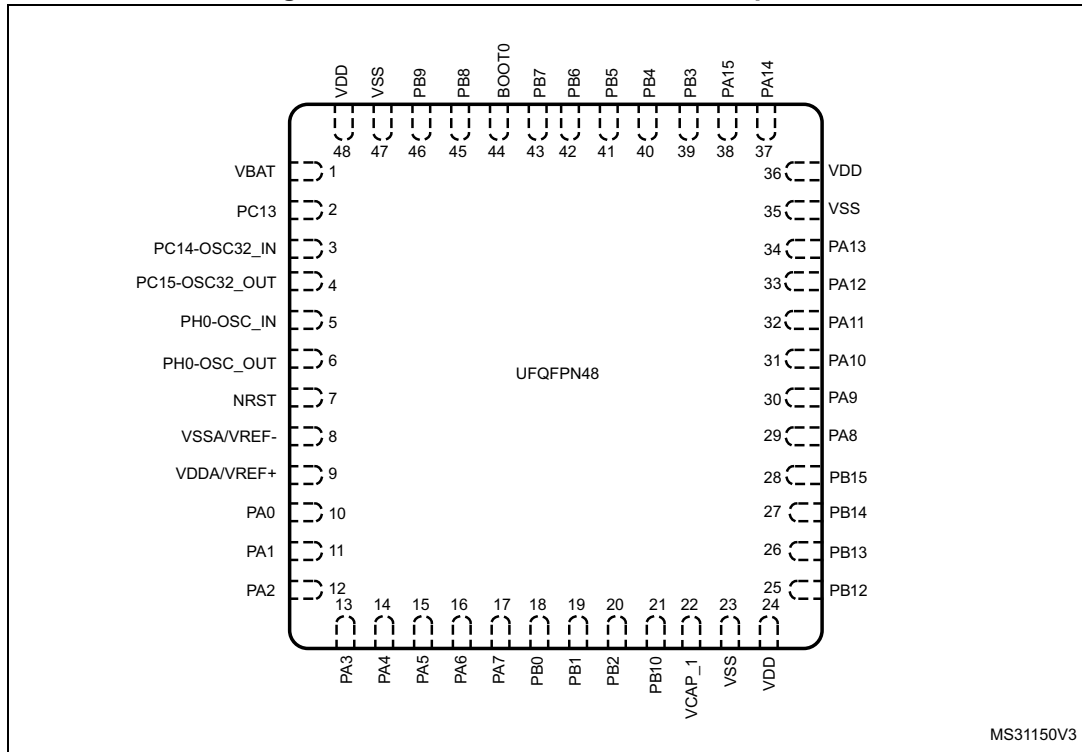 VDD
VSS
PB9
PB8
BOOT0
PB7
PB6
PB5
PB4
PB3
PA15
PA14
48 47 46 45 44 43 42 41 40 39 38 37
VBAT 1 36 VDD
PC13 2 35 VSS
PC14-OSC32_IN 3 34 PA13
PC15-OSC32_OUT 4 33 PA12
PH0-OSC_IN 5 32 PA11
PH0-OSC_OUT 6 31 PA10
UFQFPN48
NRST 7 30 PA9
VSSA/VREF- 8 29 PA8
VDDA/VREF+ 9 28 PB15
PA0 10 27 PB14
PA1 11 26 PB13
PA2 12 25 PB12
13 14 15 16 17 18 19 20 21 22 23 24
PA3
PA4
PA5
PA6
PA7
PB0
PB1
PB2
PB10
VCAP_1
VSS
VDD
MS31150V3